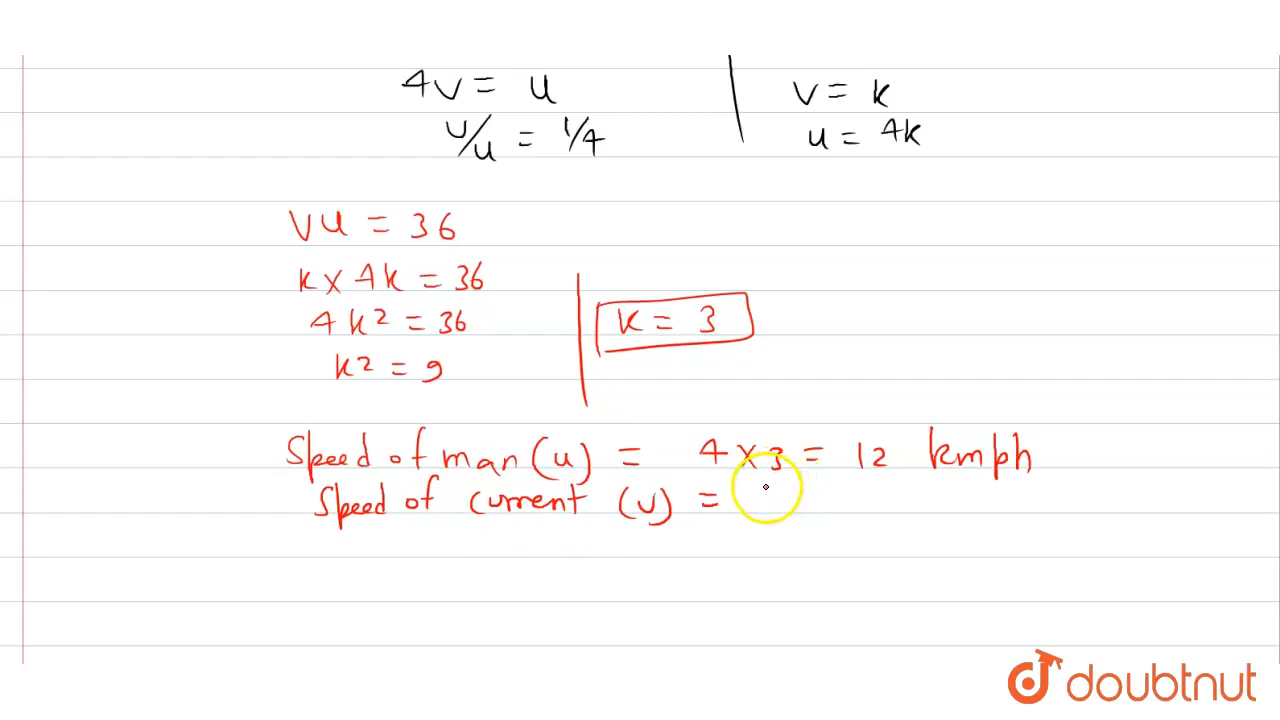 4v = u
v/u = 1/4
v = k
u = 4k
vu = 36
k x 4k = 36
4k2 = 36
k2 = 9
k = 3
Speed of man (u) = 4 x 3 = 12 kmph
Speed of current (v) =
doubtnut